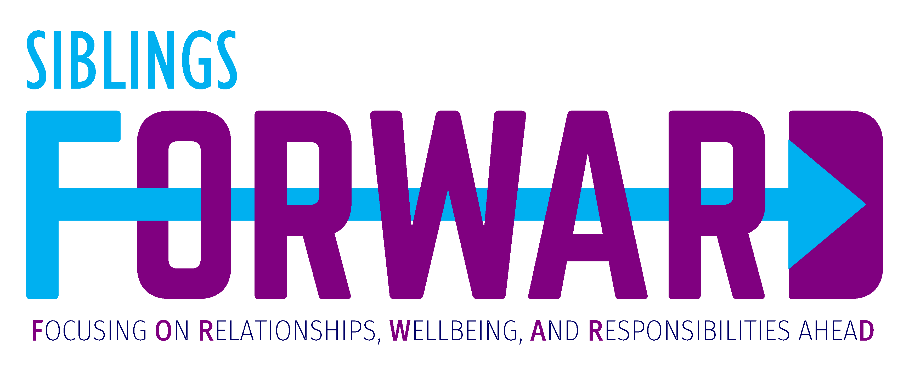 SIBLINGS
FORWARD
FOCUSING ON RELATIONSHIPS, WELLBEING, AND RESPONSIBILITIES AHEAD